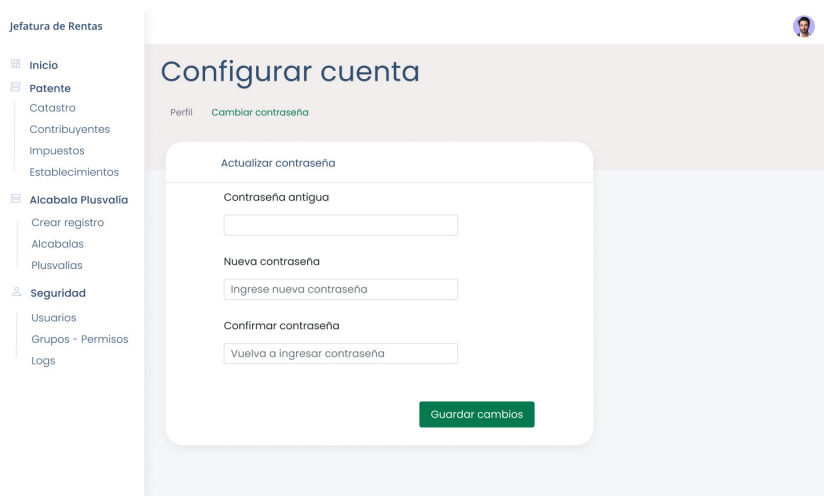 Jefatura de Rentas
Inicio
Patente
Catastro
Contribuyentes
Impuestos
Establecimientos
Alcabala Plusvalía
Crear registro
Alcabalas
Plusvalías
Seguridad
Usuarios
Grupos - Permisos
Logs
Configurar cuenta
Perfil Cambiar contraseña
Actualizar contraseña
Contraseña antigua
Nueva contraseña
Ingrese nueva contraseña
Confirmar contraseña
Vuelva a ingresar contraseña
Guardar cambios